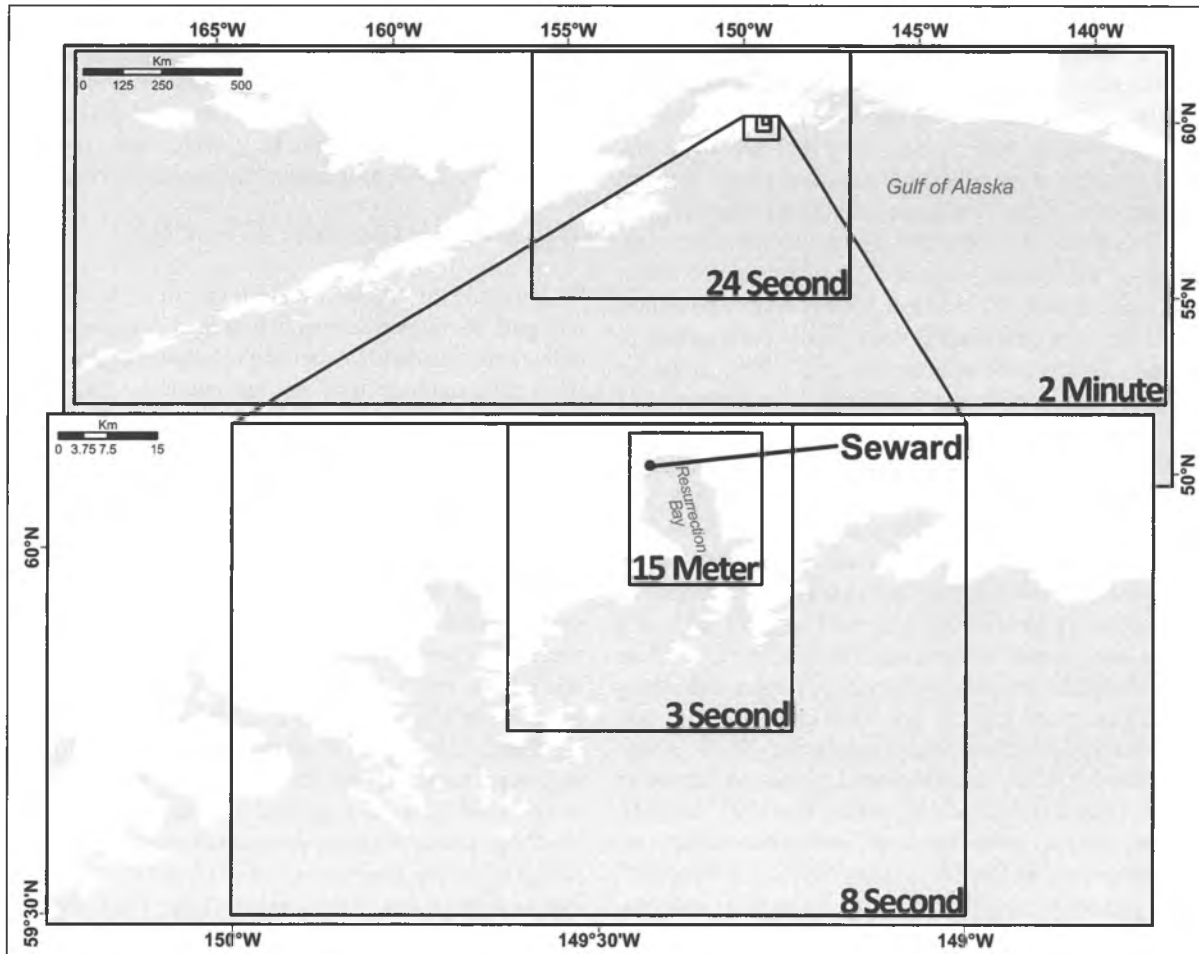 165°W 160°W 155°W 150°W 145°W 140°W
Km
0 125 250 500
60°N
Gulf of Alaska
24 Second
55°N
2 Minute
Km
0 3.75 7.5 15
Seward
50°N
Resurrection
Bay
60°N
15 Meter
3 Second
8 Second
59°30'N
150°W 149°30'W 149°W